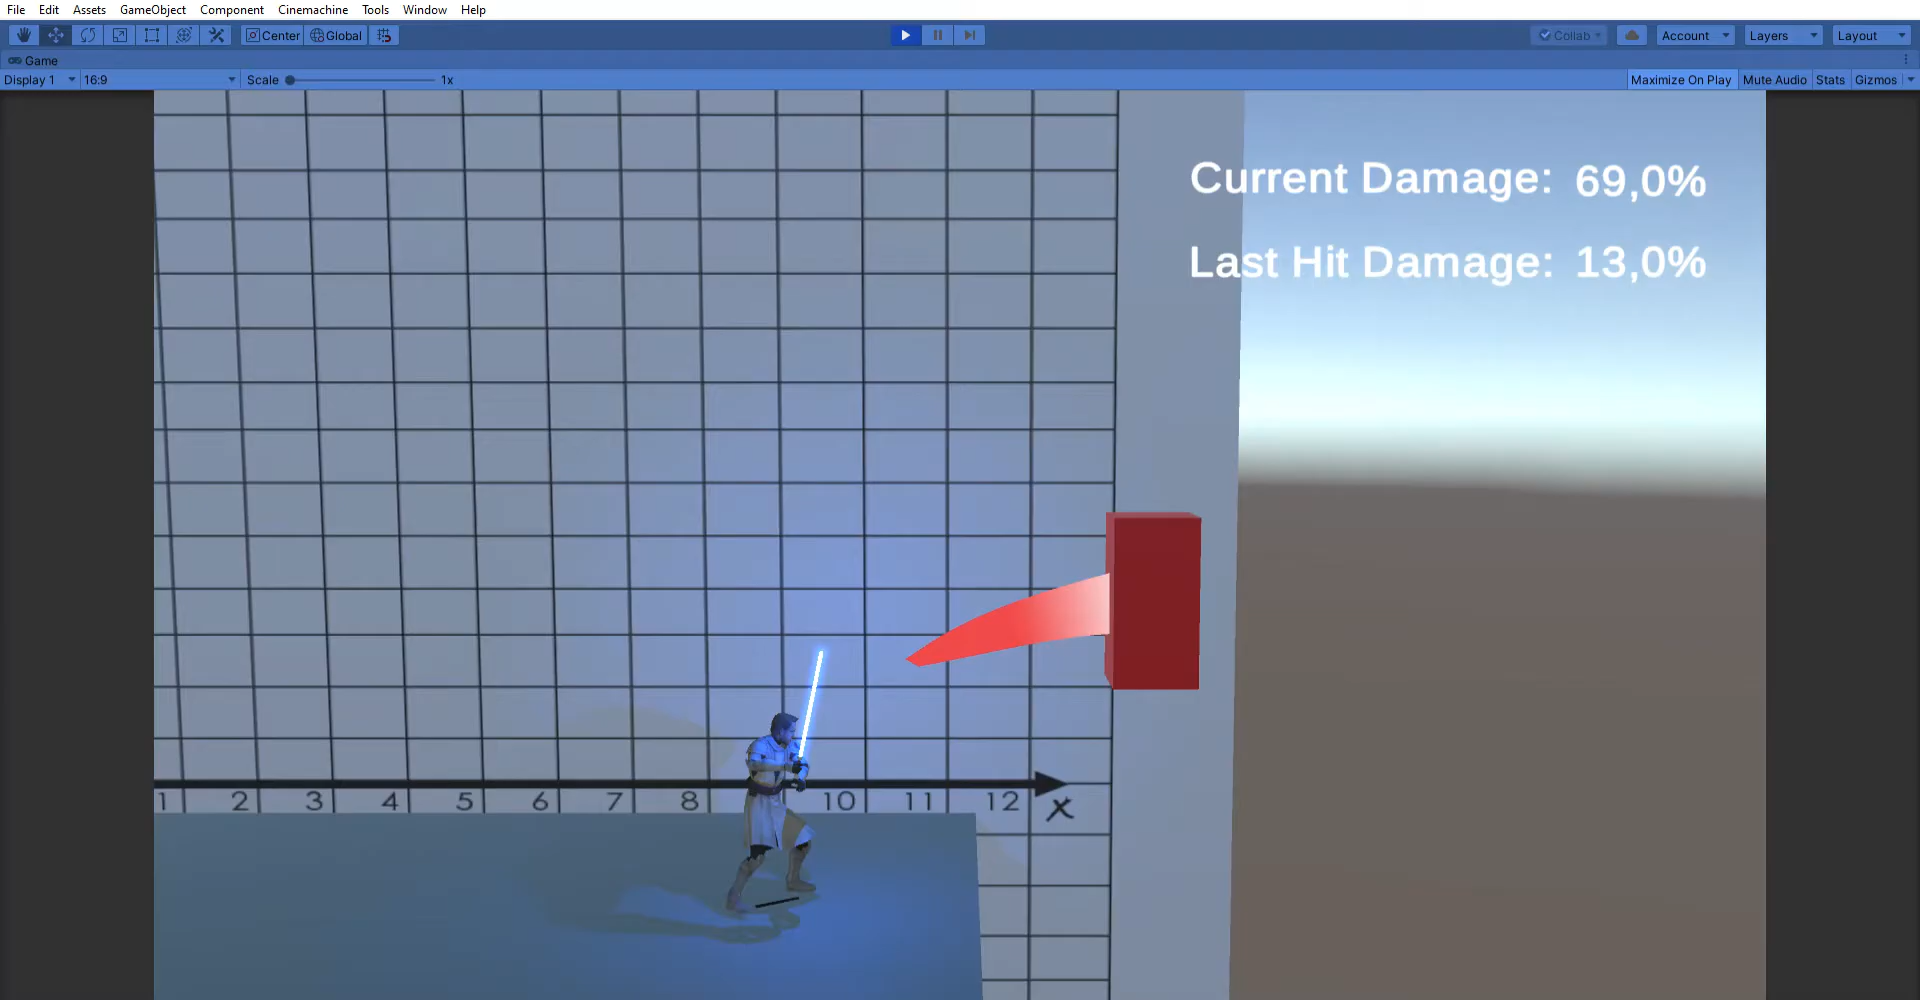 File Edit Assets GameObject Component Cinemachine Tools Window Help
Center Global Collab Account Layers Layout
Game
Display 1 16:9 Scale 1x Maximize On Play Mute Audio Stats Gizmos
Current Damage: 69,0%
Last Hit Damage: 13,0%
1 2 3 4 5 6 7 8 10 11 12 X